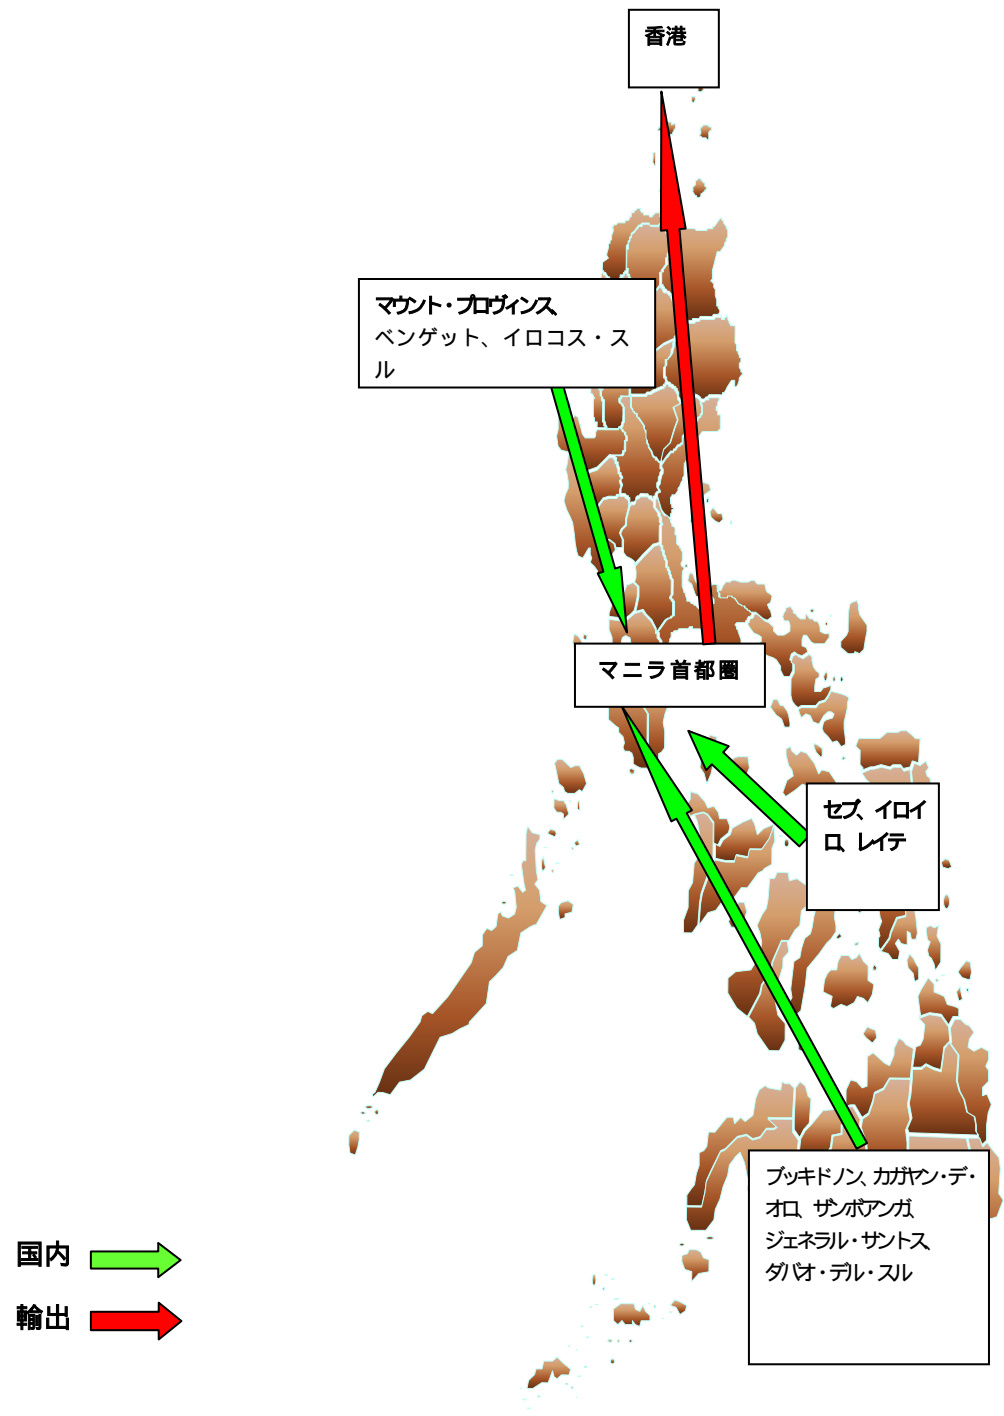 香港
マウント・プロヴィンス、
ベンゲット、イロコス・ス
ル
マニラ首都圏
セブ、イロイ
ロ、レイテ
ブッキドノン、カガヤン・デ・
オロ、ザンボアンガ、
ジェネラル・サントス、
ダバオ・デル・スル
国内
輸出